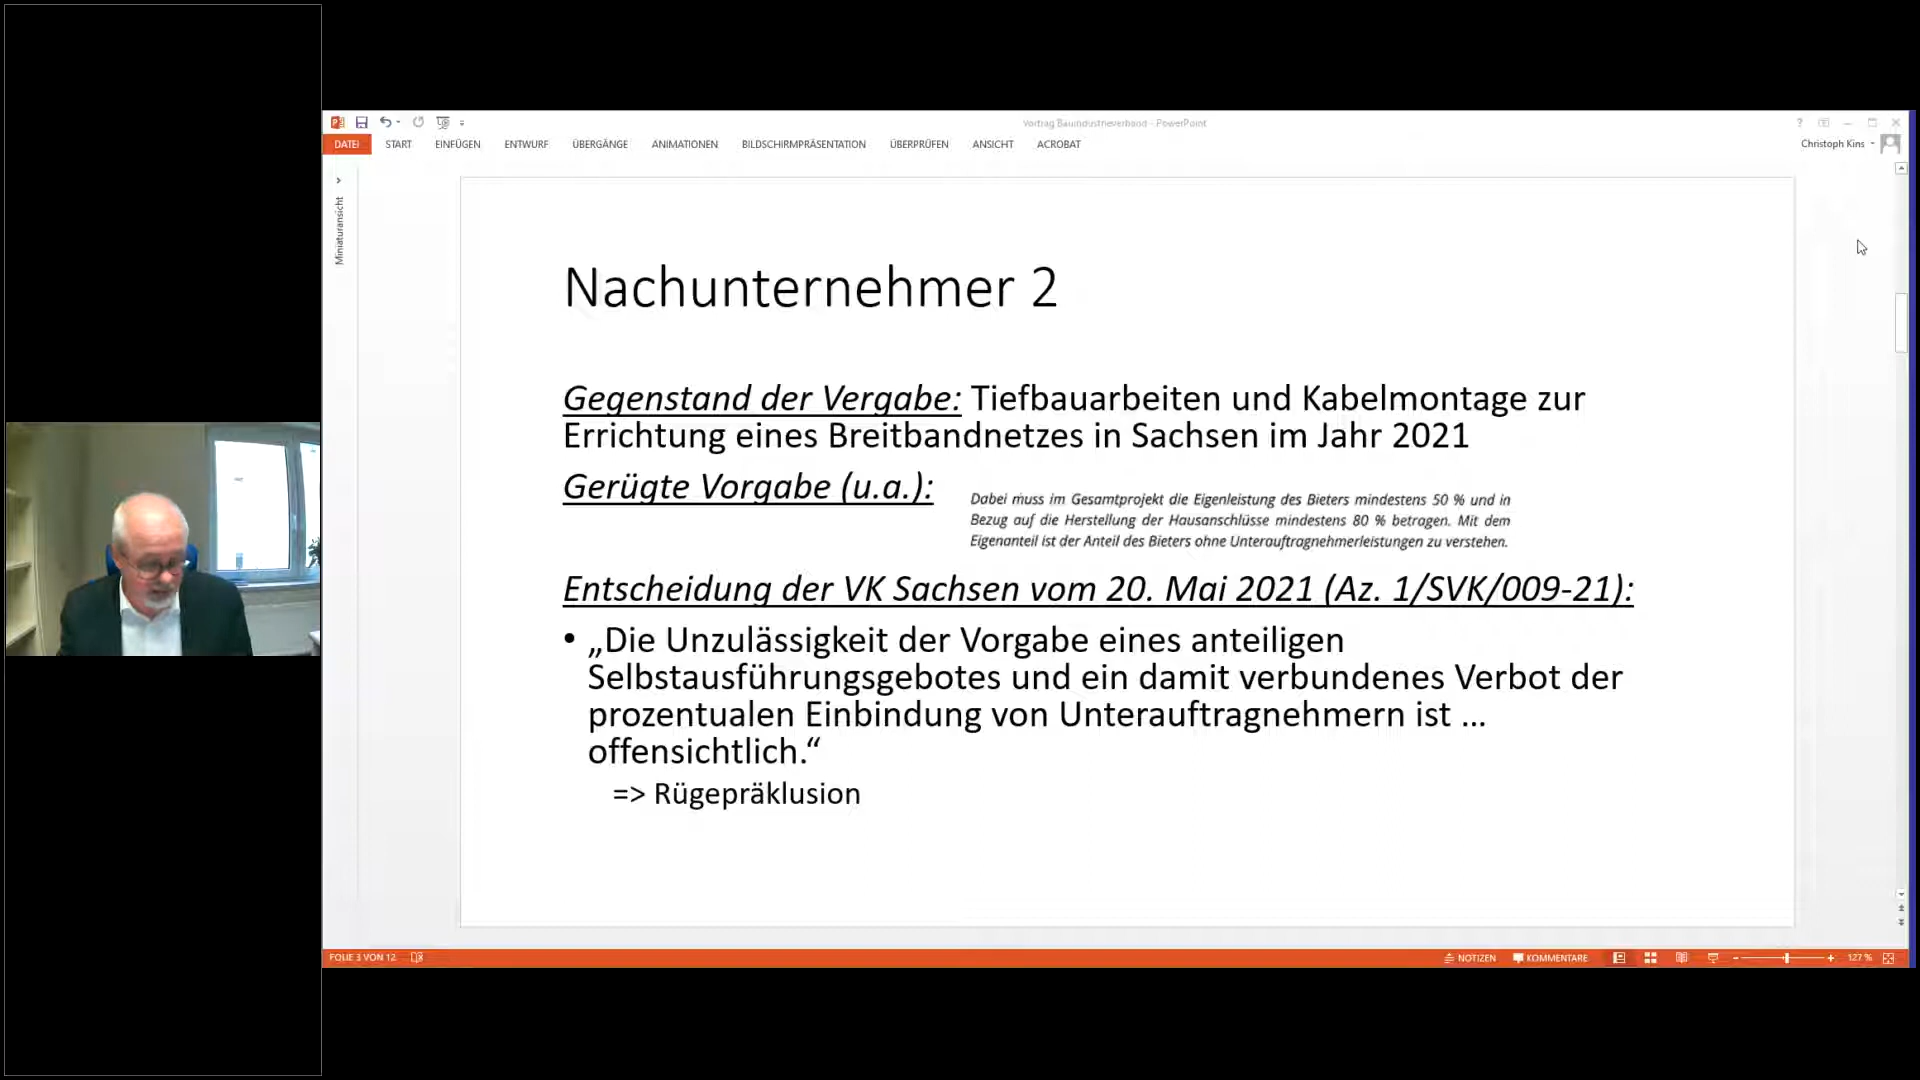 Vortrag Bauindustrieverband - PowerPoint
?
DATEI START EINFÜGEN ENTWURF ÜBERGÄNGE ANIMATIONEN BILDSCHIRMPRÄSENTATION ÜBERPRÜFEN ANSICHT ACROBAT
Christoph Kins
Miniaturansicht
Nachunternehmer 2
Gegenstand der Vergabe: Tiefbauarbeiten und Kabelmontage zur
Errichtung eines Breitbandnetzes in Sachsen im Jahr 2021
Gerügte Vorgabe (u.a.):
Dabei muss im Gesamtprojekt die Eigenleistung des Bieters mindestens 50 % und in
Bezug auf die Herstellung der Hausanschlüsse mindestens 80 % betragen. Mit dem
Eigenanteil ist der Anteil des Bieters ohne Unterauftragnehmerleistungen zu verstehen.
Entscheidung der VK Sachsen vom 20. Mai 2021 (Az. 1/SVK/009-21):
• „Die Unzulässigkeit der Vorgabe eines anteiligen
Selbstausführungsgebotes und ein damit verbundenes Verbot der
prozentualen Einbindung von Unterauftragnehmern ist ...
offensichtlich.“
=> Rügepräklusion
FOLIE 3 VON 12
NOTIZEN KOMMENTARE
127 %